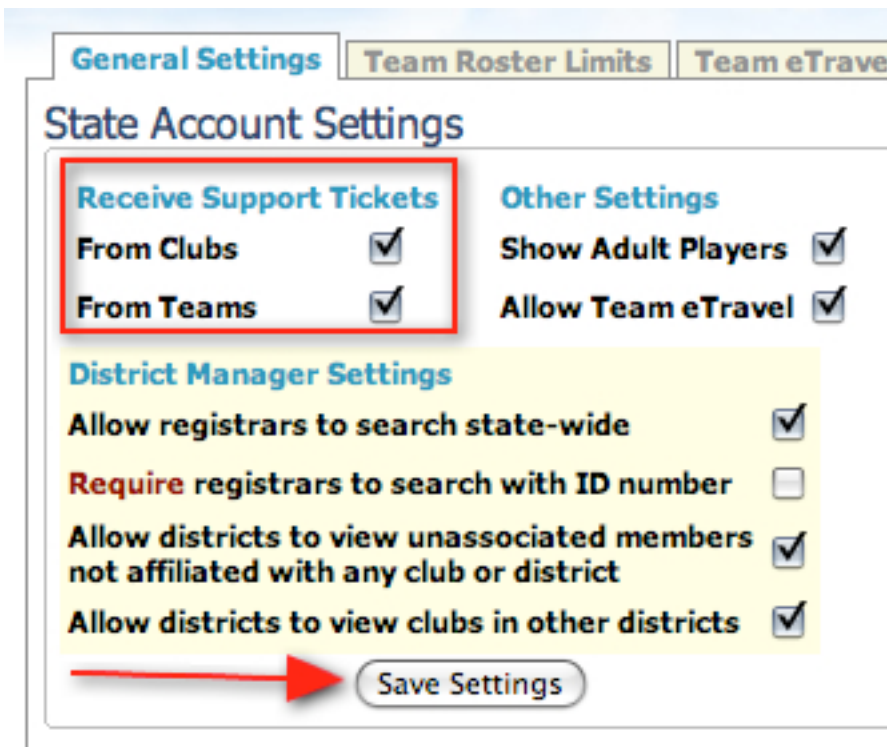 General Settings Team Roster Limits Team eTrave
State Account Settings
Receive Support Tickets Other Settings
From Clubs Show Adult Players
From Teams Allow Team eTravel
District Manager Settings
Allow registrars to search state-wide
Require registrars to search with ID number
Allow districts to view unassociated members
not affiliated with any club or district
Allow districts to view clubs in other districts
Save Settings